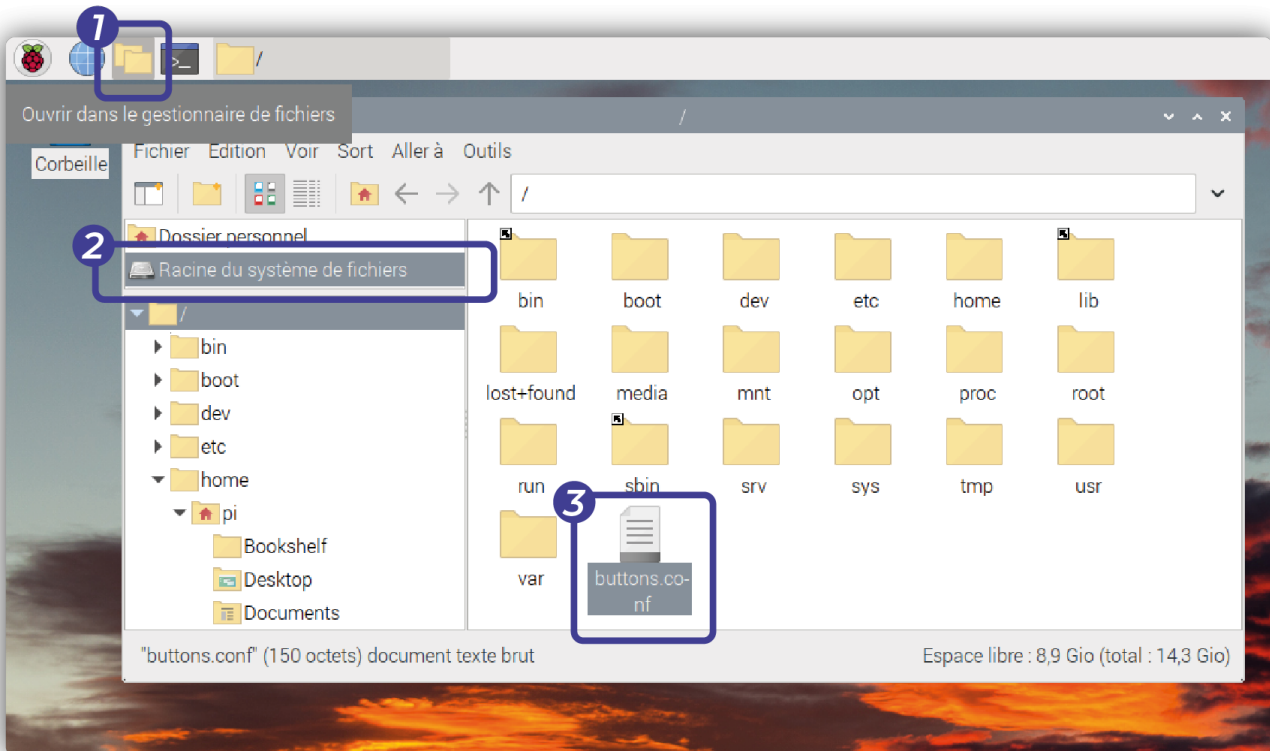 1
>_
/
Ouvrir dans le gestionnaire de fichiers
/
Corbeille
Fichier Edition Voir Sort Aller à Outils
/
2
Dossier personnel
Racine du système de fichiers
/
bin
boot
dev
etc
home
pi
Bookshelf
Desktop
Documents
bin boot dev etc home lib
lost+found media mnt opt proc root
run sbin srv sys tmp usr
3
var
buttons.co-
nf
"buttons.conf" (150 octets) document texte brut
Espace libre : 8,9 Gio (total : 14,3 Gio)